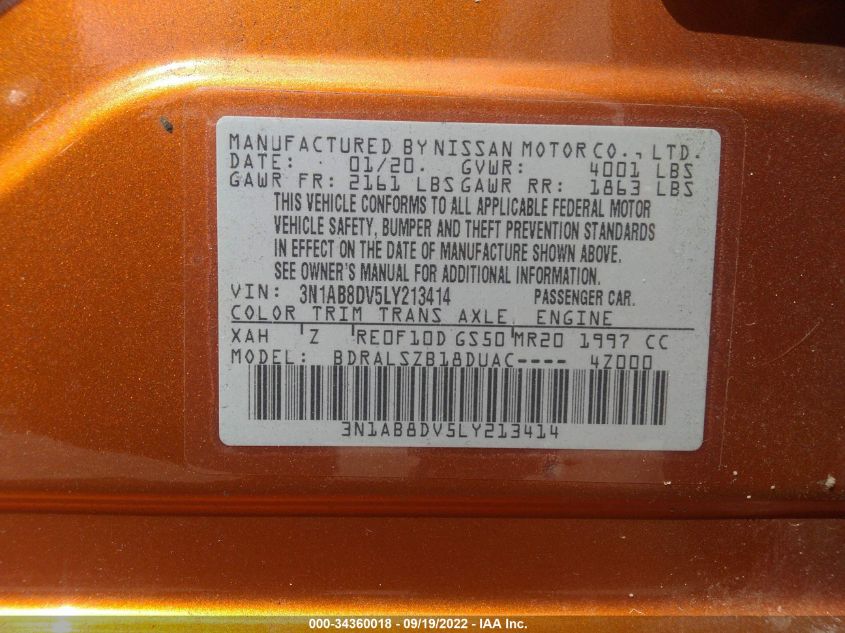 MANUFACTURED BY NISSAN MOTOR CO., LTD.
DATE: 01/20. GVWR: 4001 LBS
GAWR FR: 2161 LBS GAWR RR: 1863 LBS
THIS VEHICLE CONFORMS TO ALL APPLICABLE FEDERAL MOTOR
VEHICLE SAFETY, BUMPER AND THEFT PREVENTION STANDARDS
IN EFFECT ON THE DATE OF MANUFACTURE SHOWN ABOVE.
SEE OWNER'S MANUAL FOR ADDITIONAL INFORMATION.
VIN: 3N1AB8DV5LY213414 PASSENGER CAR.
COLOR TRIM TRANS AXLE ENGINE
XAH Z RE0F10D GS50 MR20 1997 CC
MODEL: BDRALSZB18DUAC---- 4Z000
3N1AB8DV5LY213414
000-34360018 - 09/19/2022 - IAA Inc.